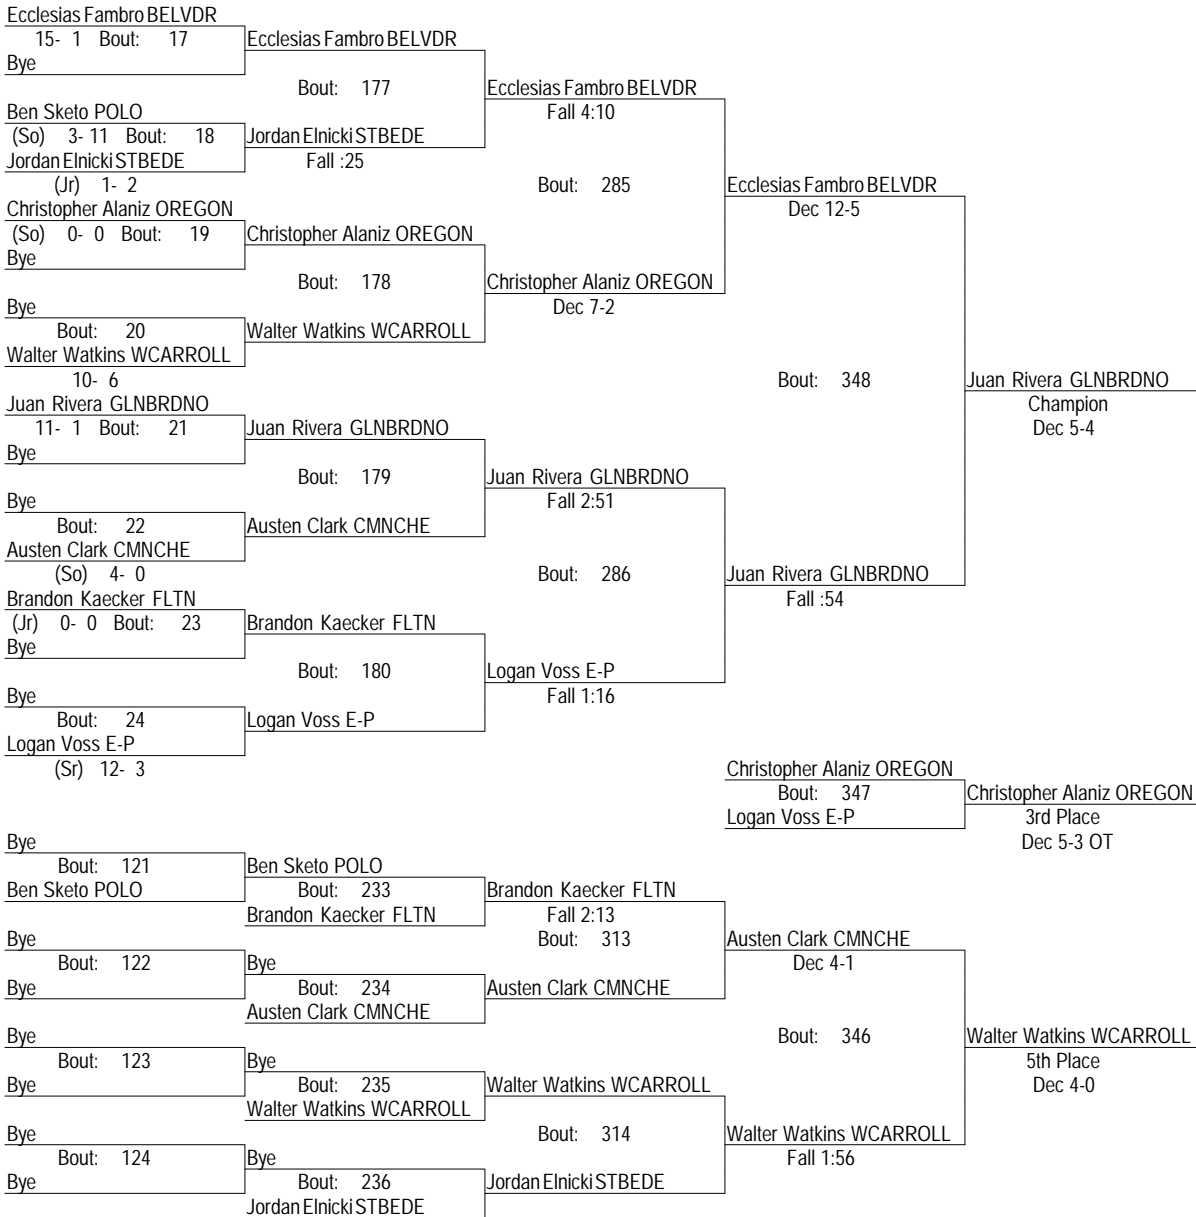 Ecclesias Fambro BELVDR
15- 1 Bout: 17
Ecclesias Fambro BELVDR
Bye
Bout: 177
Ecclesias Fambro BELVDR
Ben Sketo POLO
Fall 4:10
(So) 3- 11 Bout: 18
Jordan Elnicki STBEDE
Jordan Elnicki STBEDE
Fall :25
(Jr) 1- 2
Bout: 285
Ecclesias Fambro BELVDR
Christopher Alaniz OREGON
Dec 12-5
(So) 0- 0 Bout: 19
Christopher Alaniz OREGON
Bye
Bout: 178
Christopher Alaniz OREGON
Bye
Dec 7-2
Bout: 20
Walter Watkins WCARROLL
Walter Watkins WCARROLL
10- 6
Bout: 348
Juan Rivera GLNBRDNO
Juan Rivera GLNBRDNO
Champion
11- 1 Bout: 21
Juan Rivera GLNBRDNO
Dec 5-4
Bye
Bout: 179
Juan Rivera GLNBRDNO
Bye
Fall 2:51
Bout: 22
Austen Clark CMNCHE
Austen Clark CMNCHE
(So) 4- 0
Bout: 286
Juan Rivera GLNBRDNO
Brandon Kaecker FLTN
Fall :54
(Jr) 0- 0 Bout: 23
Brandon Kaecker FLTN
Bye
Bout: 180
Logan Voss E-P
Bye
Fall 1:16
Bout: 24
Logan Voss E-P
Logan Voss E-P
(Sr) 12- 3
Christopher Alaniz OREGON
Bout: 347
Christopher Alaniz OREGON
Logan Voss E-P
3rd Place
Dec 5-3 OT
Bye
Bout: 121
Ben Sketo POLO
Ben Sketo POLO
Bout: 233
Brandon Kaecker FLTN
Brandon Kaecker FLTN
Fall 2:13
Bye
Bout: 313
Austen Clark CMNCHE
Bout: 122
Bye
Dec 4-1
Bye
Bout: 234
Austen Clark CMNCHE
Austen Clark CMNCHE
Bye
Bout: 346
Walter Watkins WCARROLL
Bout: 123
Bye
5th Place
Bye
Bout: 235
Walter Watkins WCARROLL
Dec 4-0
Walter Watkins WCARROLL
Bye
Bout: 314
Walter Watkins WCARROLL
Bout: 124
Bye
Fall 1:56
Bye
Bout: 236
Jordan Elnicki STBEDE
Jordan Elnicki STBEDE